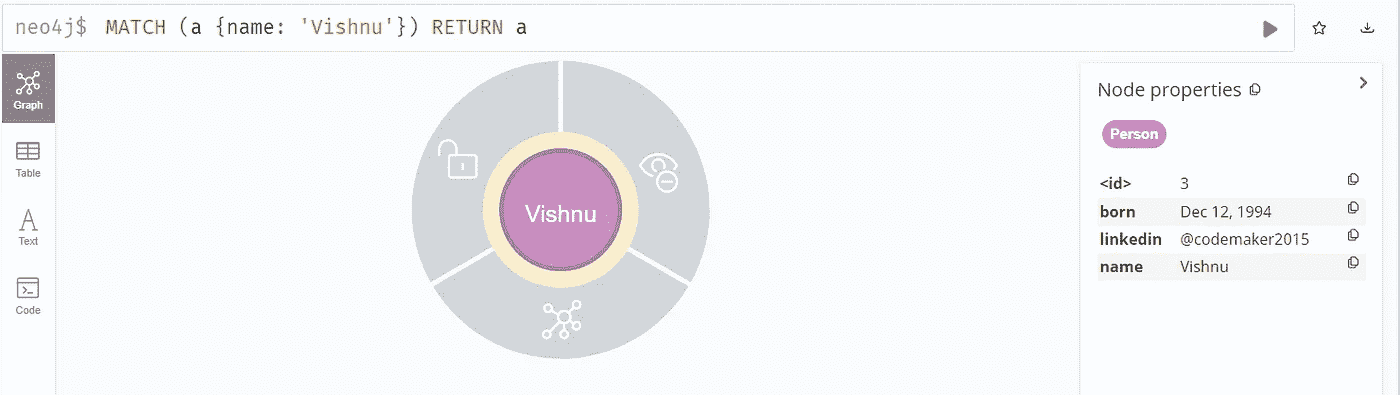 neo4j$ MATCH (a {name: 'Vishnu'}) RETURN a
Graph
Table
Text
Code
Vishnu
Node properties
Person
<id> 3
born Dec 12, 1994
linkedin @codemaker2015
name Vishnu